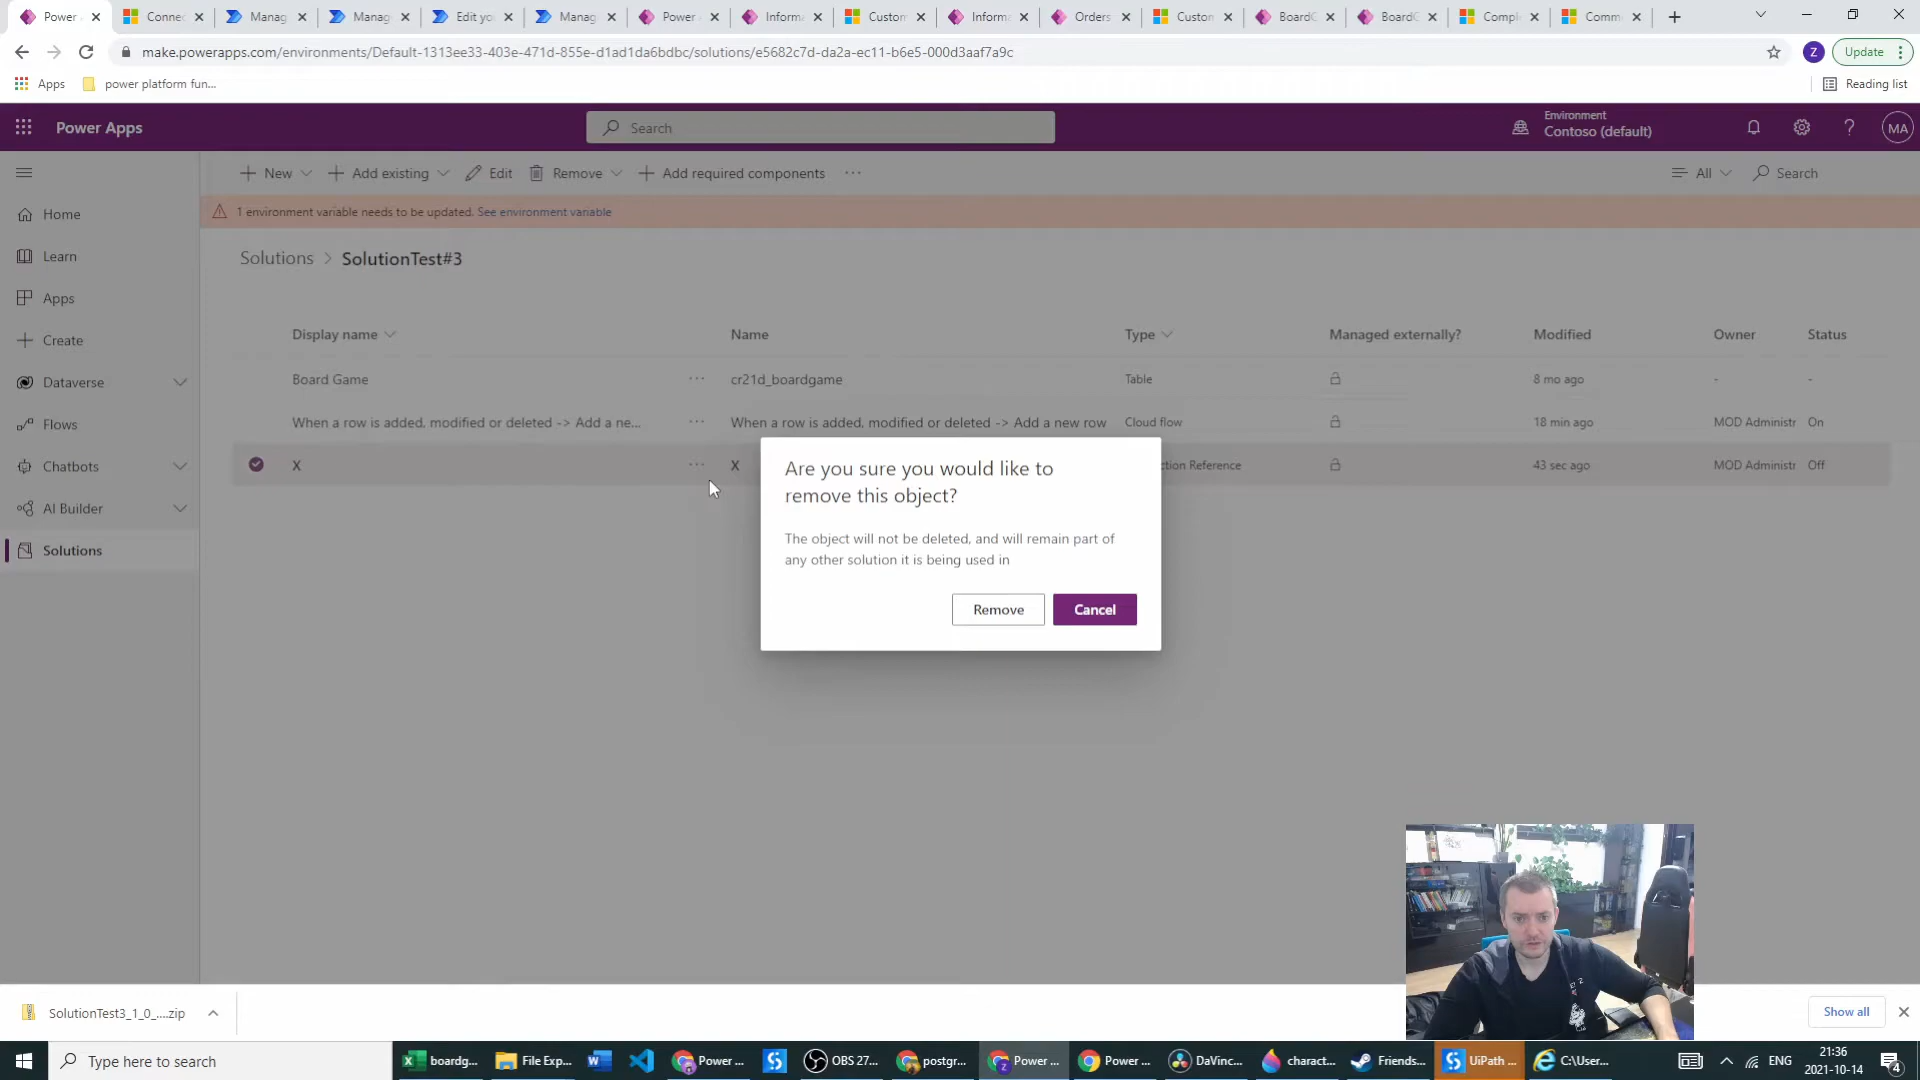 Power
Connec
Manag
Manag
Edit yo
Manag
Power
Informa
Custom
Informa
Orders
Custom
BoardG
BoardG
Compl
Comm
make.powerapps.com/environments/Default-1313ee33-403e-471d-855e-d1ad1da6bdbc/solutions/e5682c7d-da2a-ec11-b6e5-000d3aaf7a9c
Z
Update
Apps
power platform fun...
Reading list
Power Apps
Search
Environment
Contoso (default)
?
MA
New
Add existing
Edit
Remove
Add required components
All
Search
1 environment variable needs to be updated. See environment variable
Home
Learn
Apps
Create
Dataverse
Flows
Chatbots
AI Builder
Solutions
Solutions > SolutionTest#3
Display name
Name
Type
Managed externally?
Modified
Owner
Status
Board Game
cr21d_boardgame
Table
8 mo ago
-
-
When a row is added, modified or deleted -> Add a ne...
When a row is added, modified or deleted -> Add a new row
Cloud flow
18 min ago
MOD Administr
On
X
X
ction Reference
43 sec ago
MOD Administr
Off
Are you sure you would like to
remove this object?
The object will not be deleted, and will remain part of
any other solution it is being used in
Remove
Cancel
SolutionTest3_1_0_....zip
Show all
Type here to search
boardg...
File Exp...
Power ...
OBS 27...
postgr...
Power ...
Power ...
DaVinc...
charact...
Friends...
UiPath ...
C:\User...
ENG
21:36
2021-10-14
4